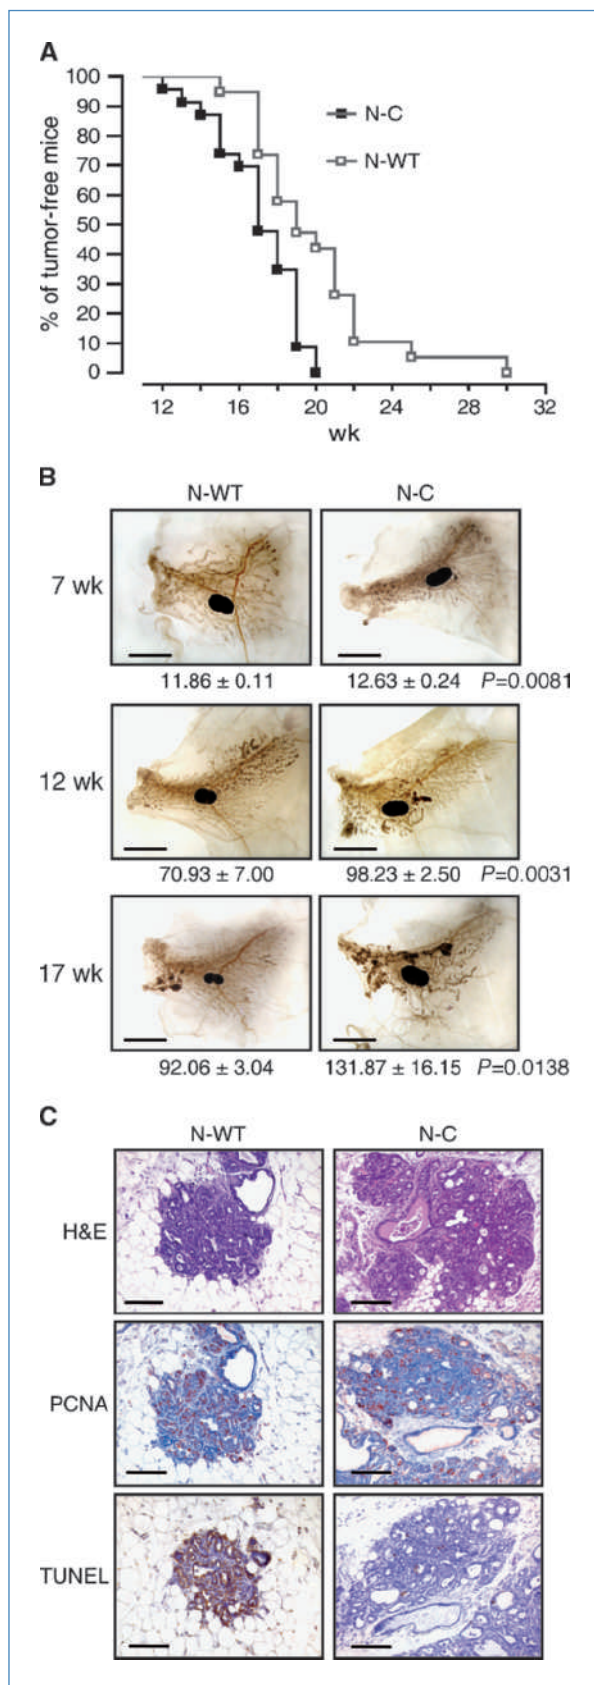 A
100
90
80
70
60
50
40
30
20
10
0
% of tumor-free mice
N-C
N-WT
12 16 20 24 28 32
wk
B
N-WT N-C
7 wk
11.86 ± 0.11 12.63 ± 0.24 P=0.0081
12 wk
70.93 ± 7.00 98.23 ± 2.50 P=0.0031
17 wk
92.06 ± 3.04 131.87 ± 16.15 P=0.0138
C
N-WT N-C
H&E
PCNA
TUNEL